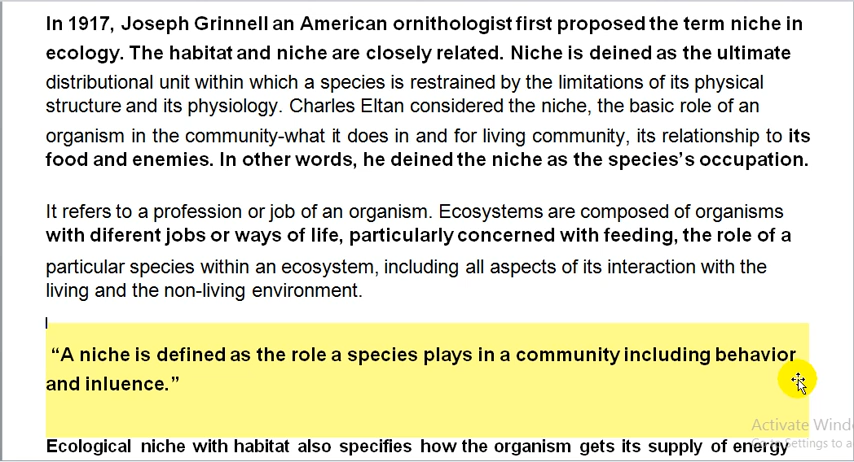 In 1917, Joseph Grinnell an American ornithologist first proposed the term niche in
ecology. The habitat and niche are closely related. Niche is deined as the ultimate
distributional unit within which a species is restrained by the limitations of its physical
structure and its physiology. Charles Eltan considered the niche, the basic role of an
organism in the community-what it does in and for living community, its relationship to its
food and enemies. In other words, he deined the niche as the species's occupation.
It refers to a profession or job of an organism. Ecosystems are composed of organisms
with diferent jobs or ways of life, particularly concerned with feeding, the role of a
particular species within an ecosystem, including all aspects of its interaction with the
living and the non-living environment.
“A niche is defined as the role a species plays in a community including behavior
and inluence.”
Activate Wind
Ecological niche with habitat also specifies how the organism gets its supply of energy
Settings to a